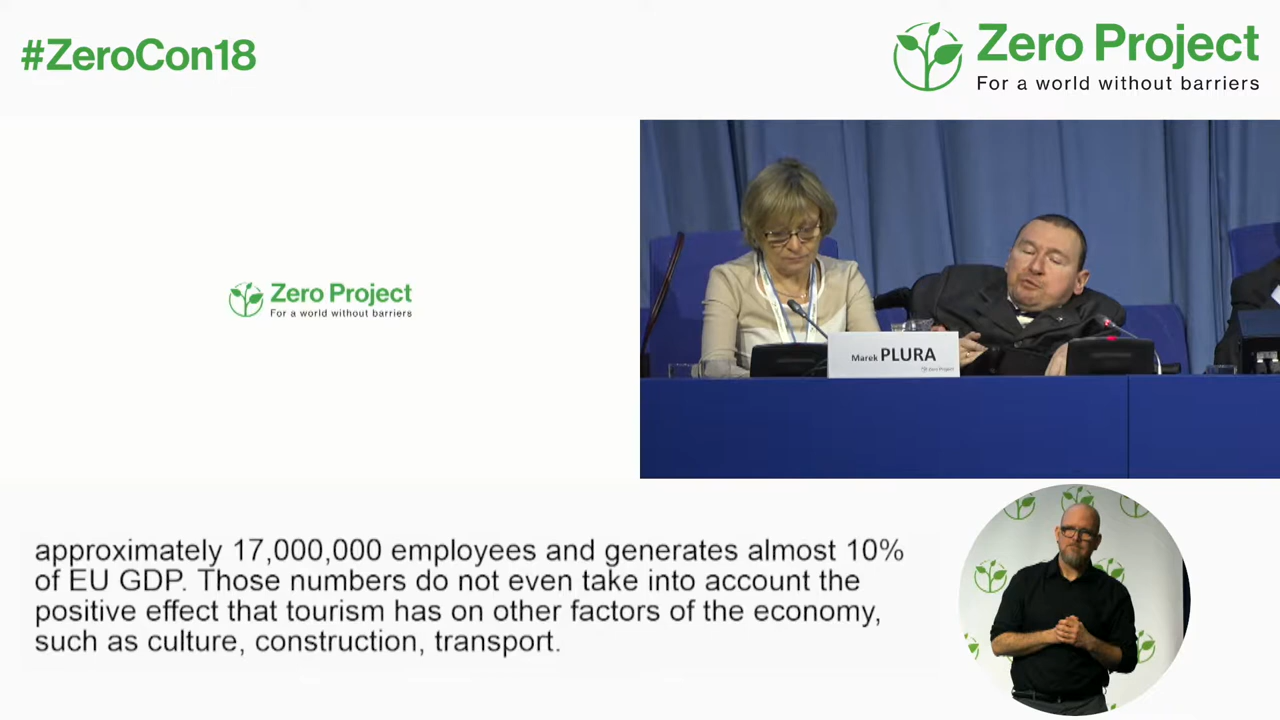 #ZeroCon18
Zero Project
For a world without barriers
Zero Project
For a world without barriers
Marek PLURA
Zero Project
approximately 17,000,000 employees and generates almost 10%
of EU GDP. Those numbers do not even take into account the
positive effect that tourism has on other factors of the economy,
such as culture, construction, transport.